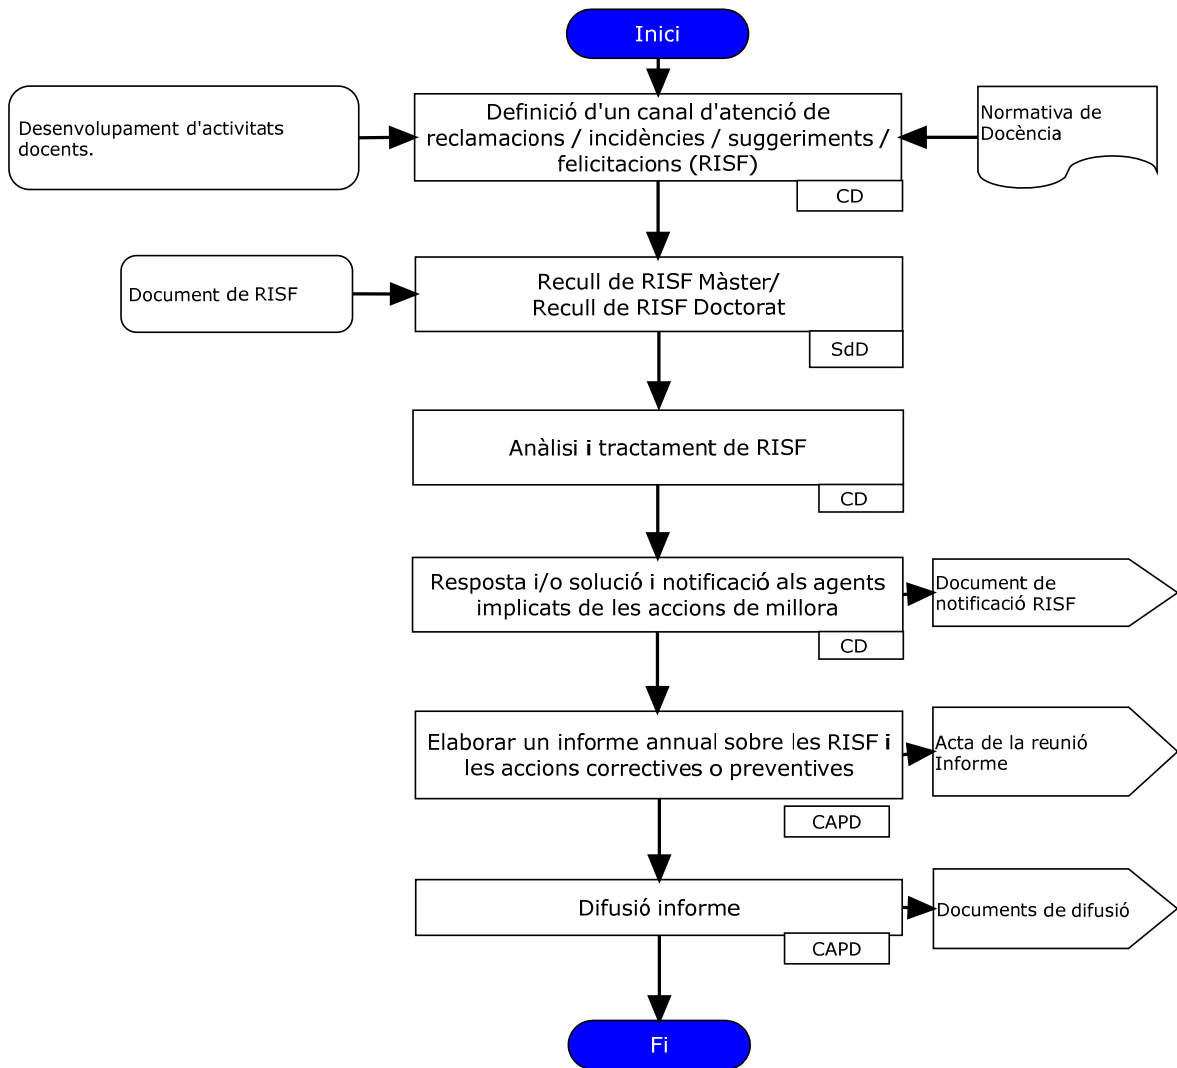 Inici
Desenvolupament d'activitats
docents.
Definició d'un canal d'atenció de
reclamacions / incidències / suggeriments /
felicitacions (RISF)
Normativa de
Docència
CD
Document de RISF
Recull de RISF Màster/
Recull de RISF Doctorat
SdD
Anàlisi i tractament de RISF
CD
Resposta i/o solució i notificació als agents
implicats de les accions de millora
Document de
notificació RISF
CD
Elaborar un informe annual sobre les RISF i
les accions correctives o preventives
Acta de la reunió
Informe
CAPD
Difusió informe
Documents de difusió
CAPD
Fi